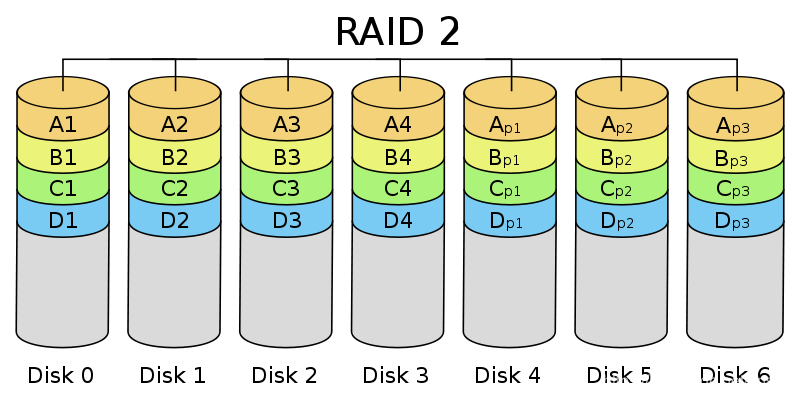 RAID 2
A1 A2 A3 A4 Ap1 Ap2 Ap3
B1 B2 B3 B4 Bp1 Bp2 Bp3
C1 C2 C3 C4 Cp1 Cp2 Cp3
D1 D2 D3 D4 Dp1 Dp2 Dp3
Disk 0 Disk 1 Disk 2 Disk 3 Disk 4 Disk 5 Disk 6